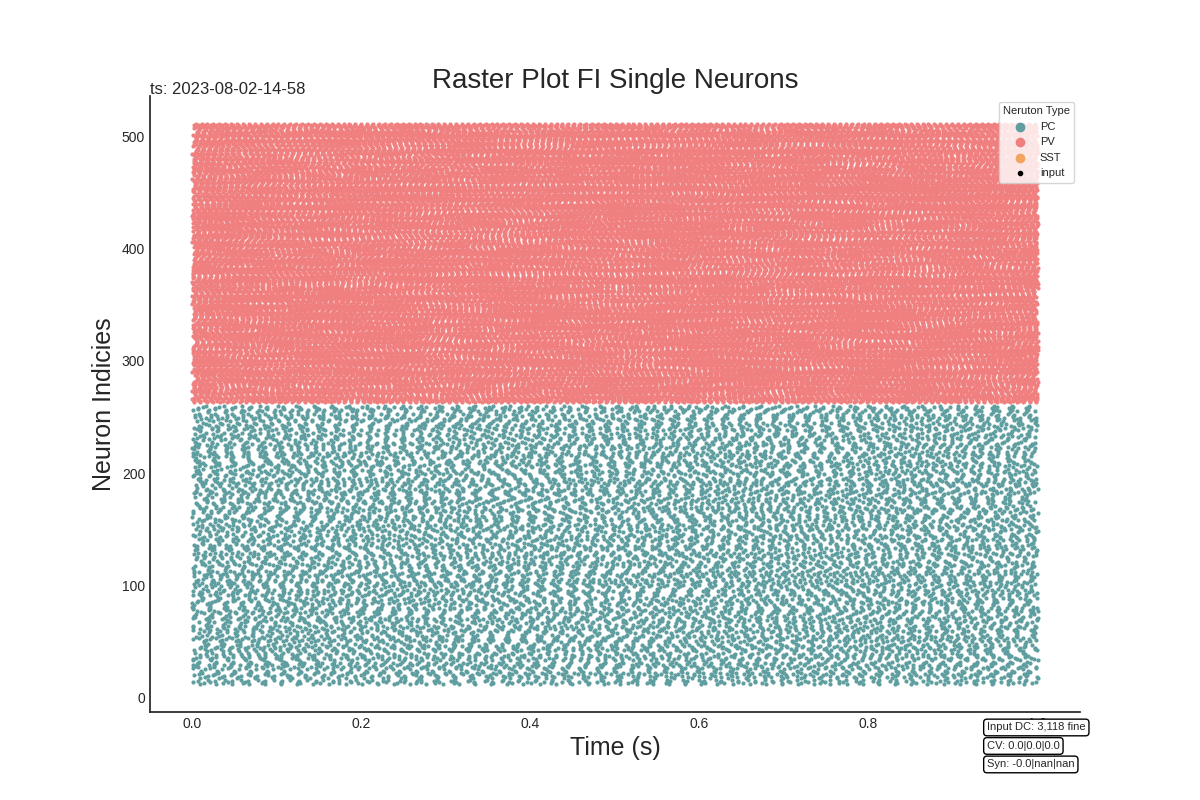 Raster Plot FI Single Neurons
ts: 2023-08-02-14-58
Neruton Type
PC
PV
SST
input
500
400
300
200
100
0
Neuron Indicies
0.0 0.2 0.4 0.6 0.8
Time (s)
Input DC: 3,118 fine
CV: 0.0|0.0|0.0
Syn: -0.0|nan|nan